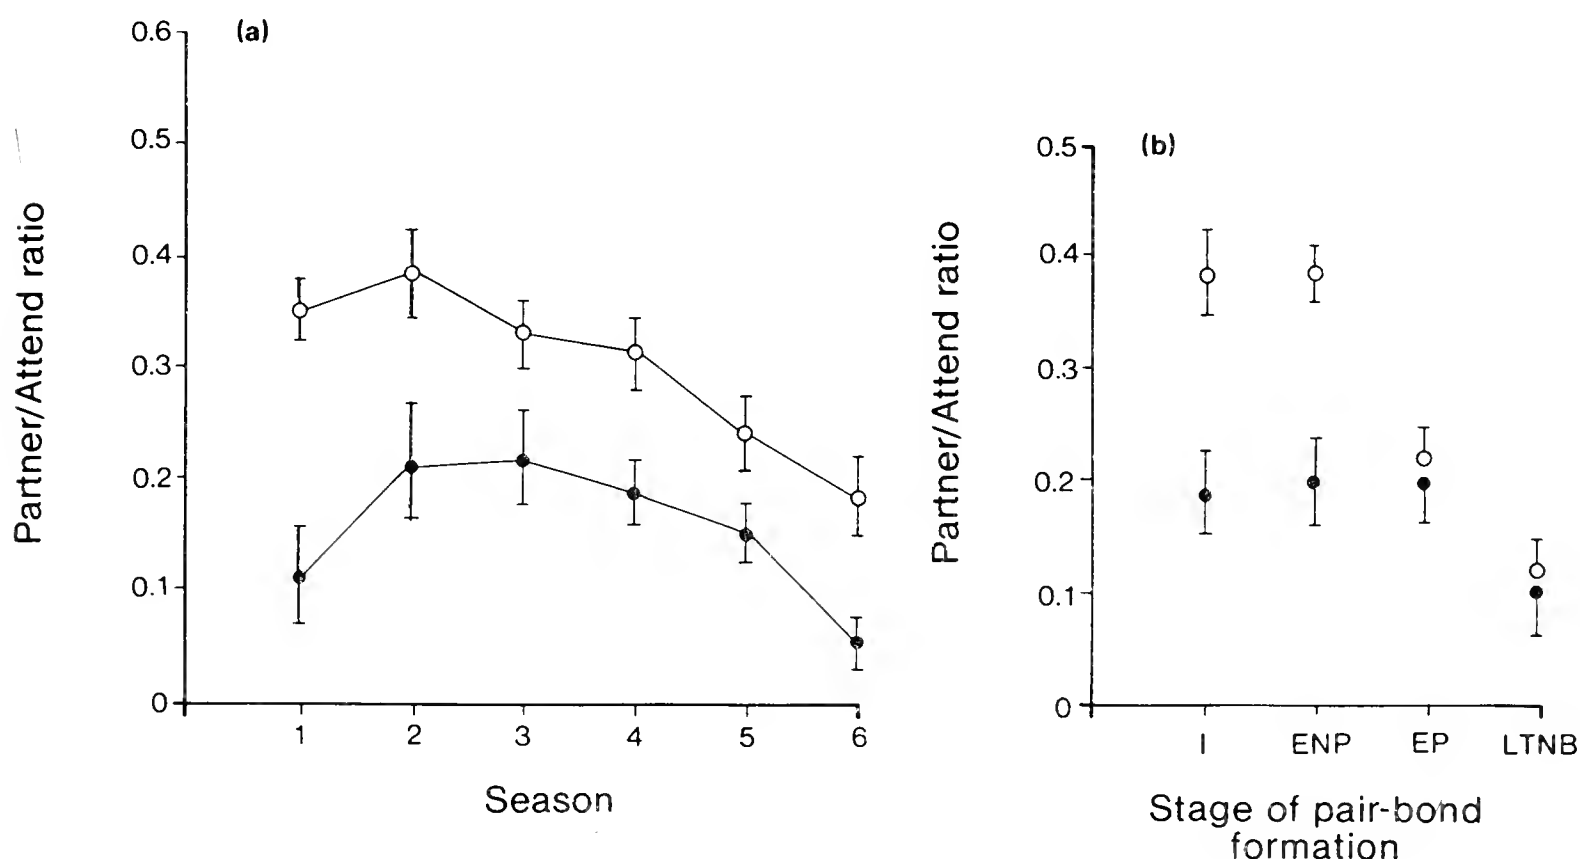 (a)
0.6
0.5
0.4
0.3
0.2
0.1
0
Partner/Attend ratio
1 2 3 4 5 6
Season
(b)
0.5
0.4
0.3
0.2
0.1
0
Partner/Attend ratio
I ENP EP LTNB
Stage of pair-bond
formation